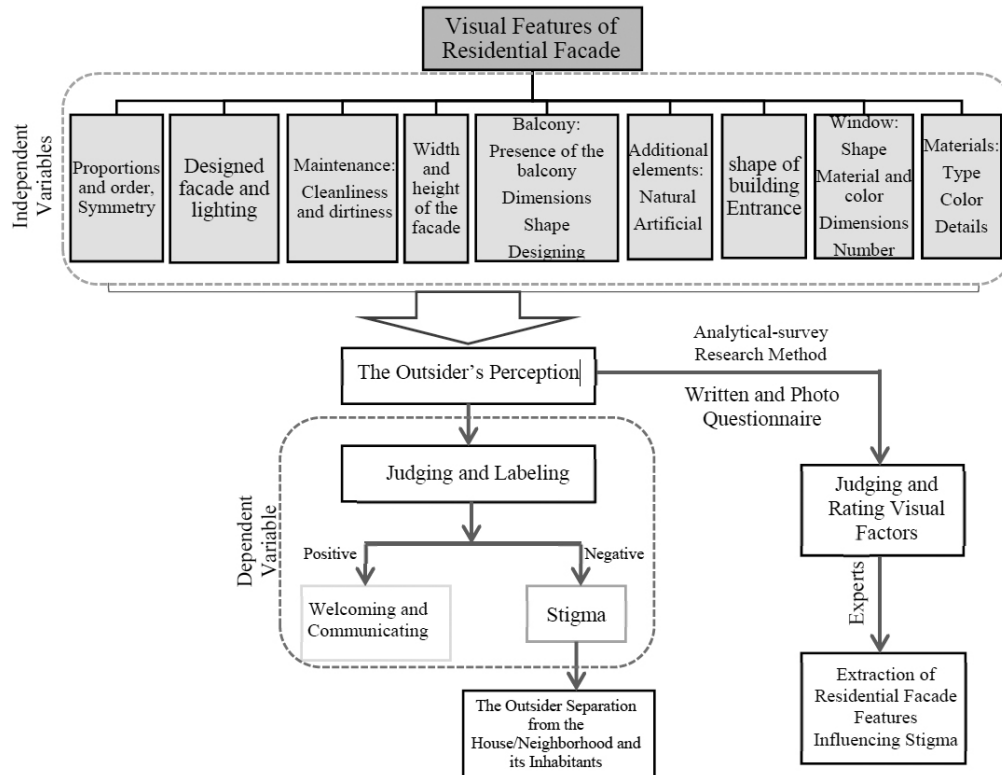 Visual Features of
Residential Facade
Independent
Variables
Proportions
and order,
Symmetry
Designed
facade and
lighting
Maintenance:
Cleanliness
and dirtiness
Width
and
height
of the
facade
Balcony:
Presence of the
balcony
Dimensions
Shape
Designing
Additional
elements:
Natural
Artificial
shape of
building
Entrance
Window:
Shape
Material and
color
Dimensions
Number
Materials:
Type
Color
Details
The Outsider's Perception
Analytical-survey
Research Method
Written and Photo
Questionnaire
Dependent
Variable
Judging and Labeling
Positive
Negative
Welcoming and
Communicating
Stigma
The Outsider Separation
from the
House/Neighborhood and
its Inhabitants
Judging and
Rating Visual
Factors
Experts
Extraction of
Residential Facade
Features
Influencing Stigma